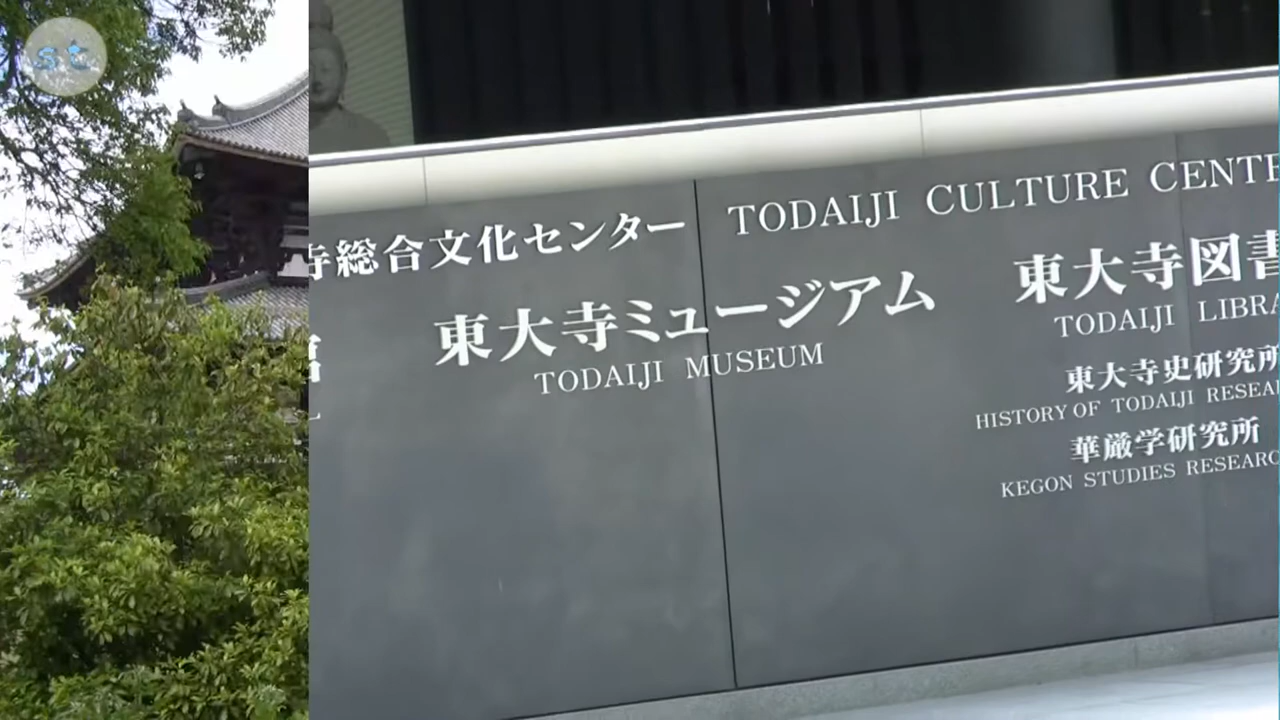 st
寺総合文化センター TODAIJI CULTURE CENTE
東大寺ミュージアム
TODAIJI MUSEUM
東大寺図書
TODAIJI LIBRA
東大寺史研究所
HISTORY OF TODAIJI RESEA
華厳学研究所
KEGON STUDIES RESEARC